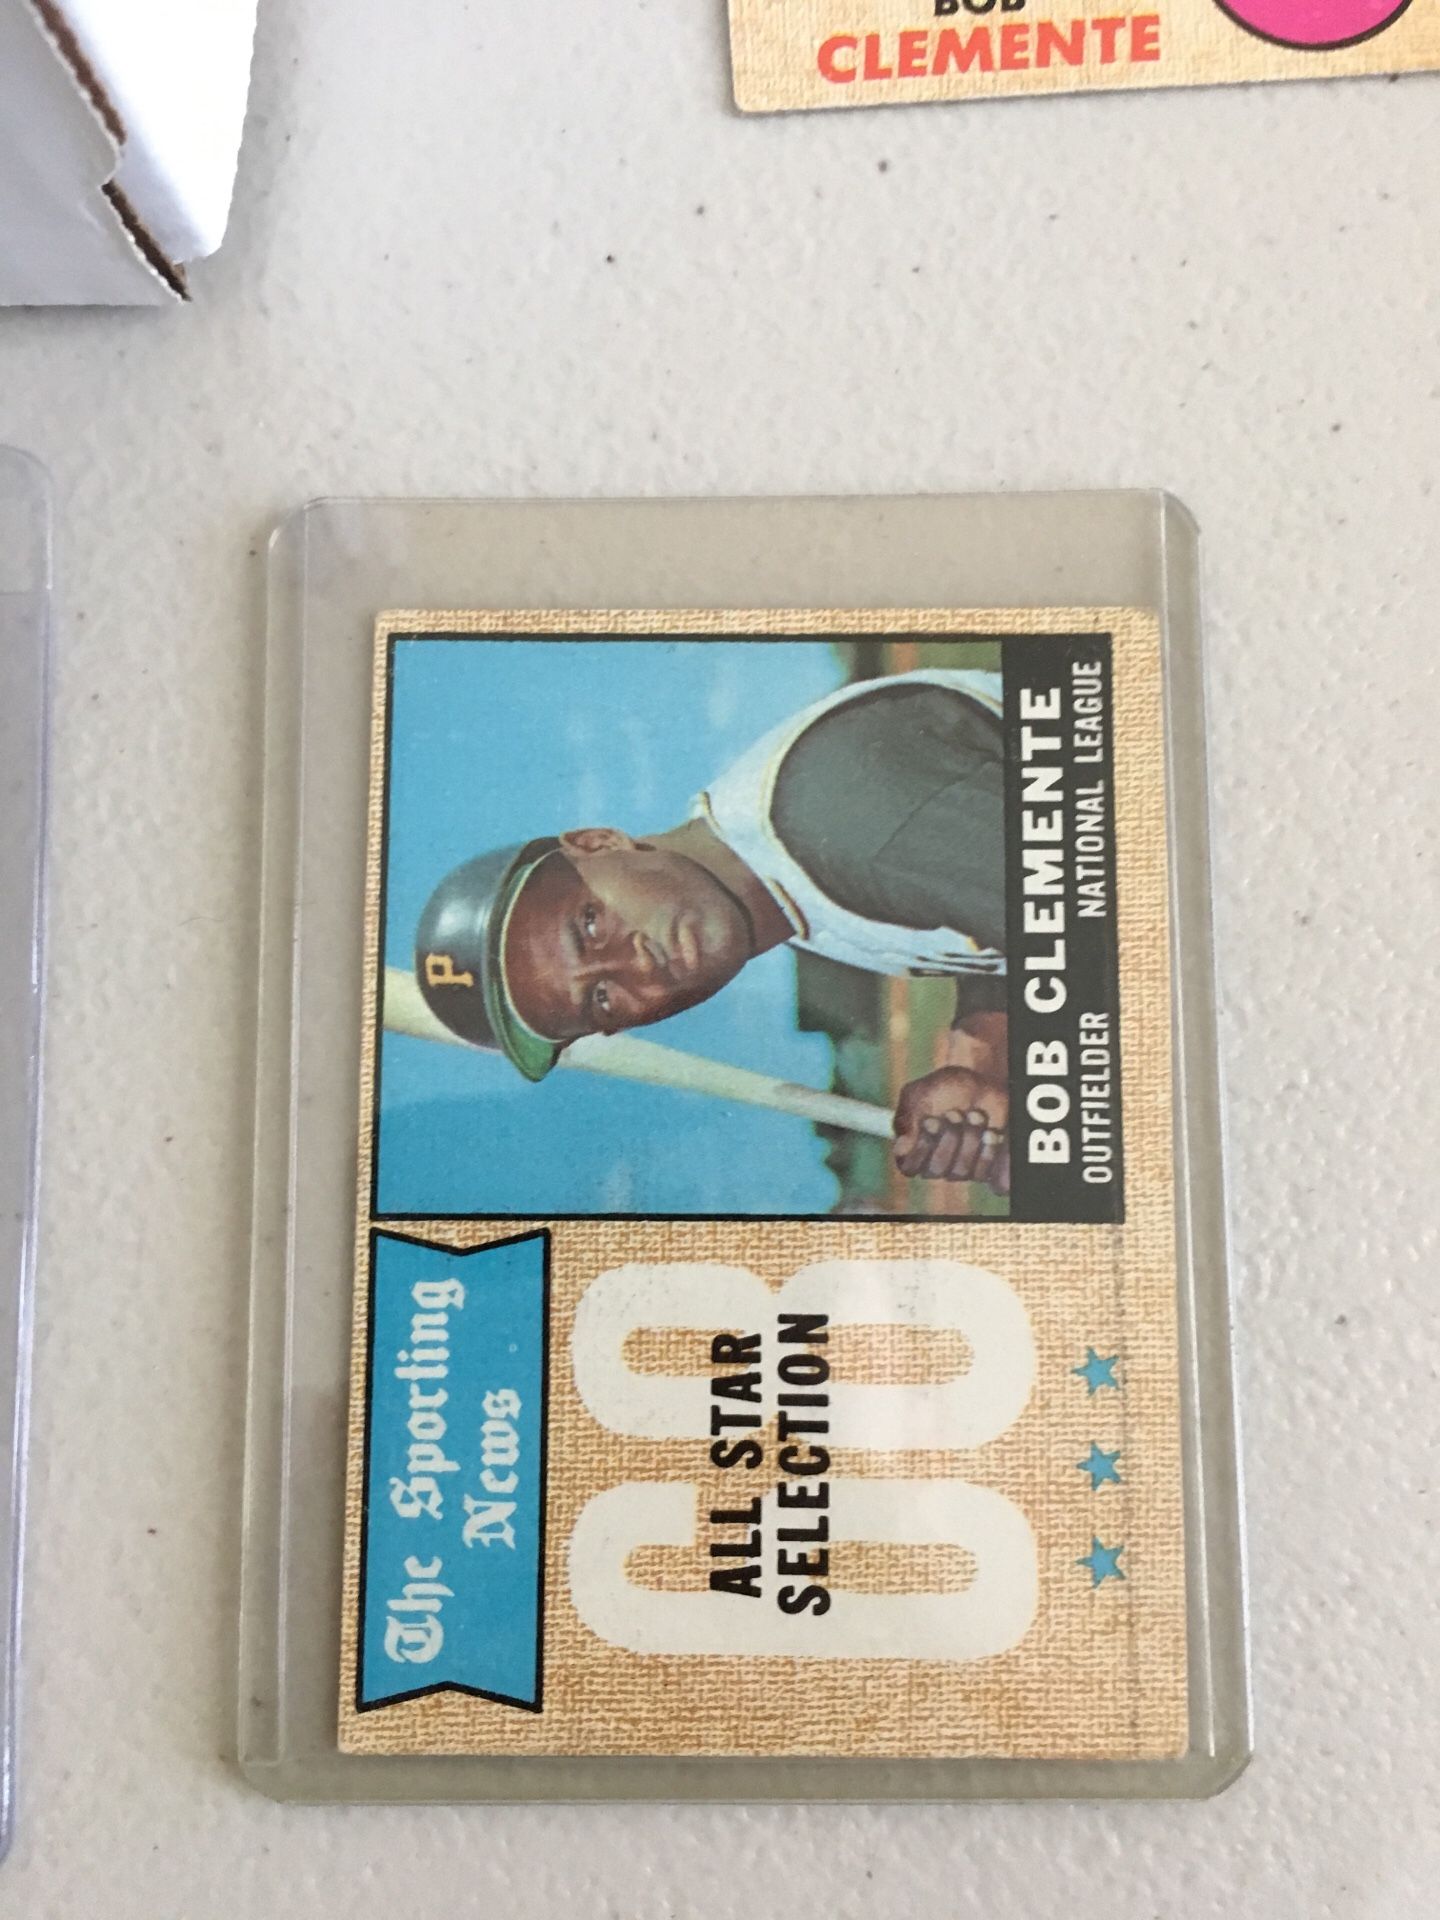 BOB
CLEMENTE
The Sporting
News
68
ALL STAR
SELECTION
P
BOB CLEMENTE
OUTFIELDER NATIONAL LEAGUE